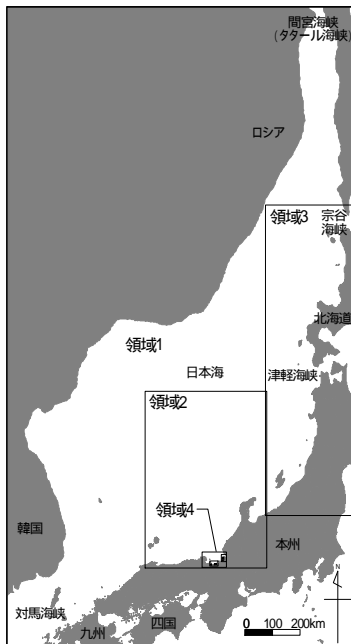 間宮海峡
(タタール海峡)
ロシア
領域3
宗谷
海峡
北海道
領域1
日本海
津軽海峡
領域2
領域4
韓国
本州
対馬海峡
九州
四国
0 100 200km
N